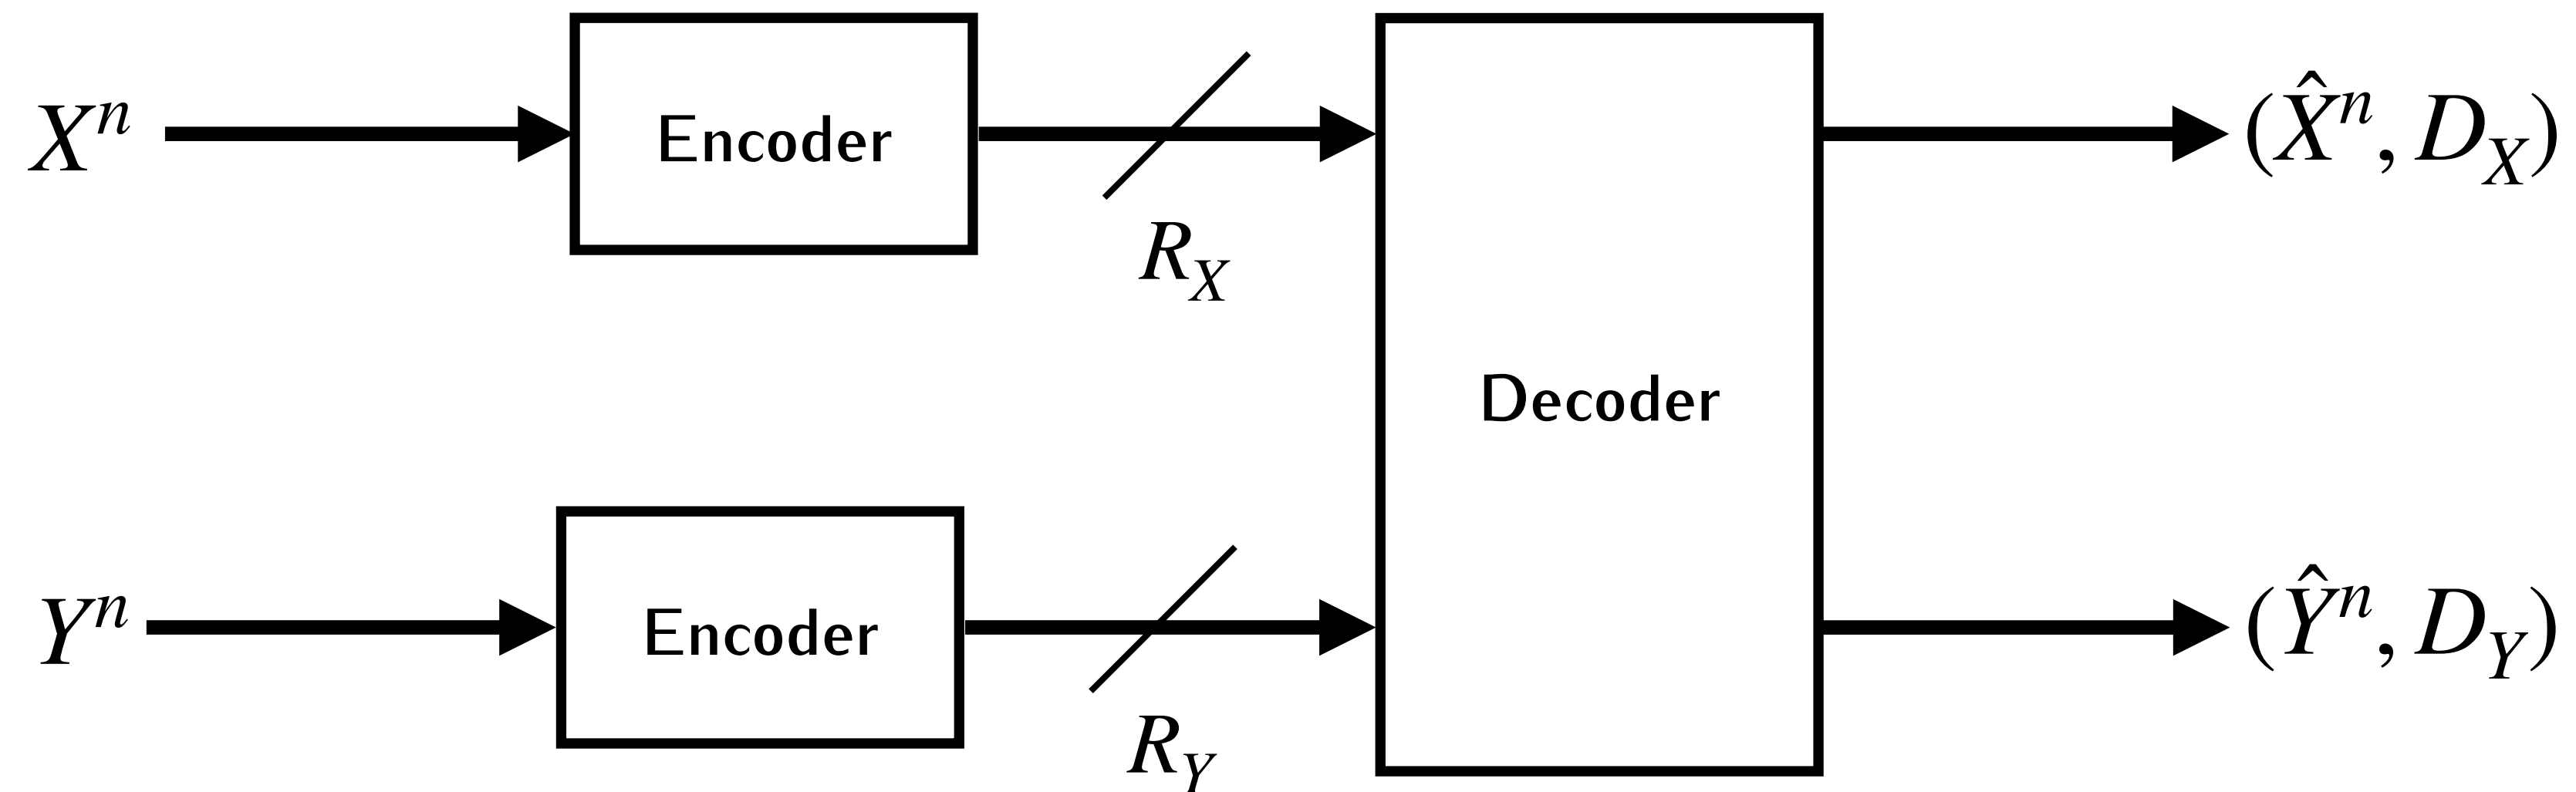 Xⁿ Encoder R_X (X̂ⁿ, D_X)
Decoder
Yⁿ Encoder R_Y (Ŷⁿ, D_Y)